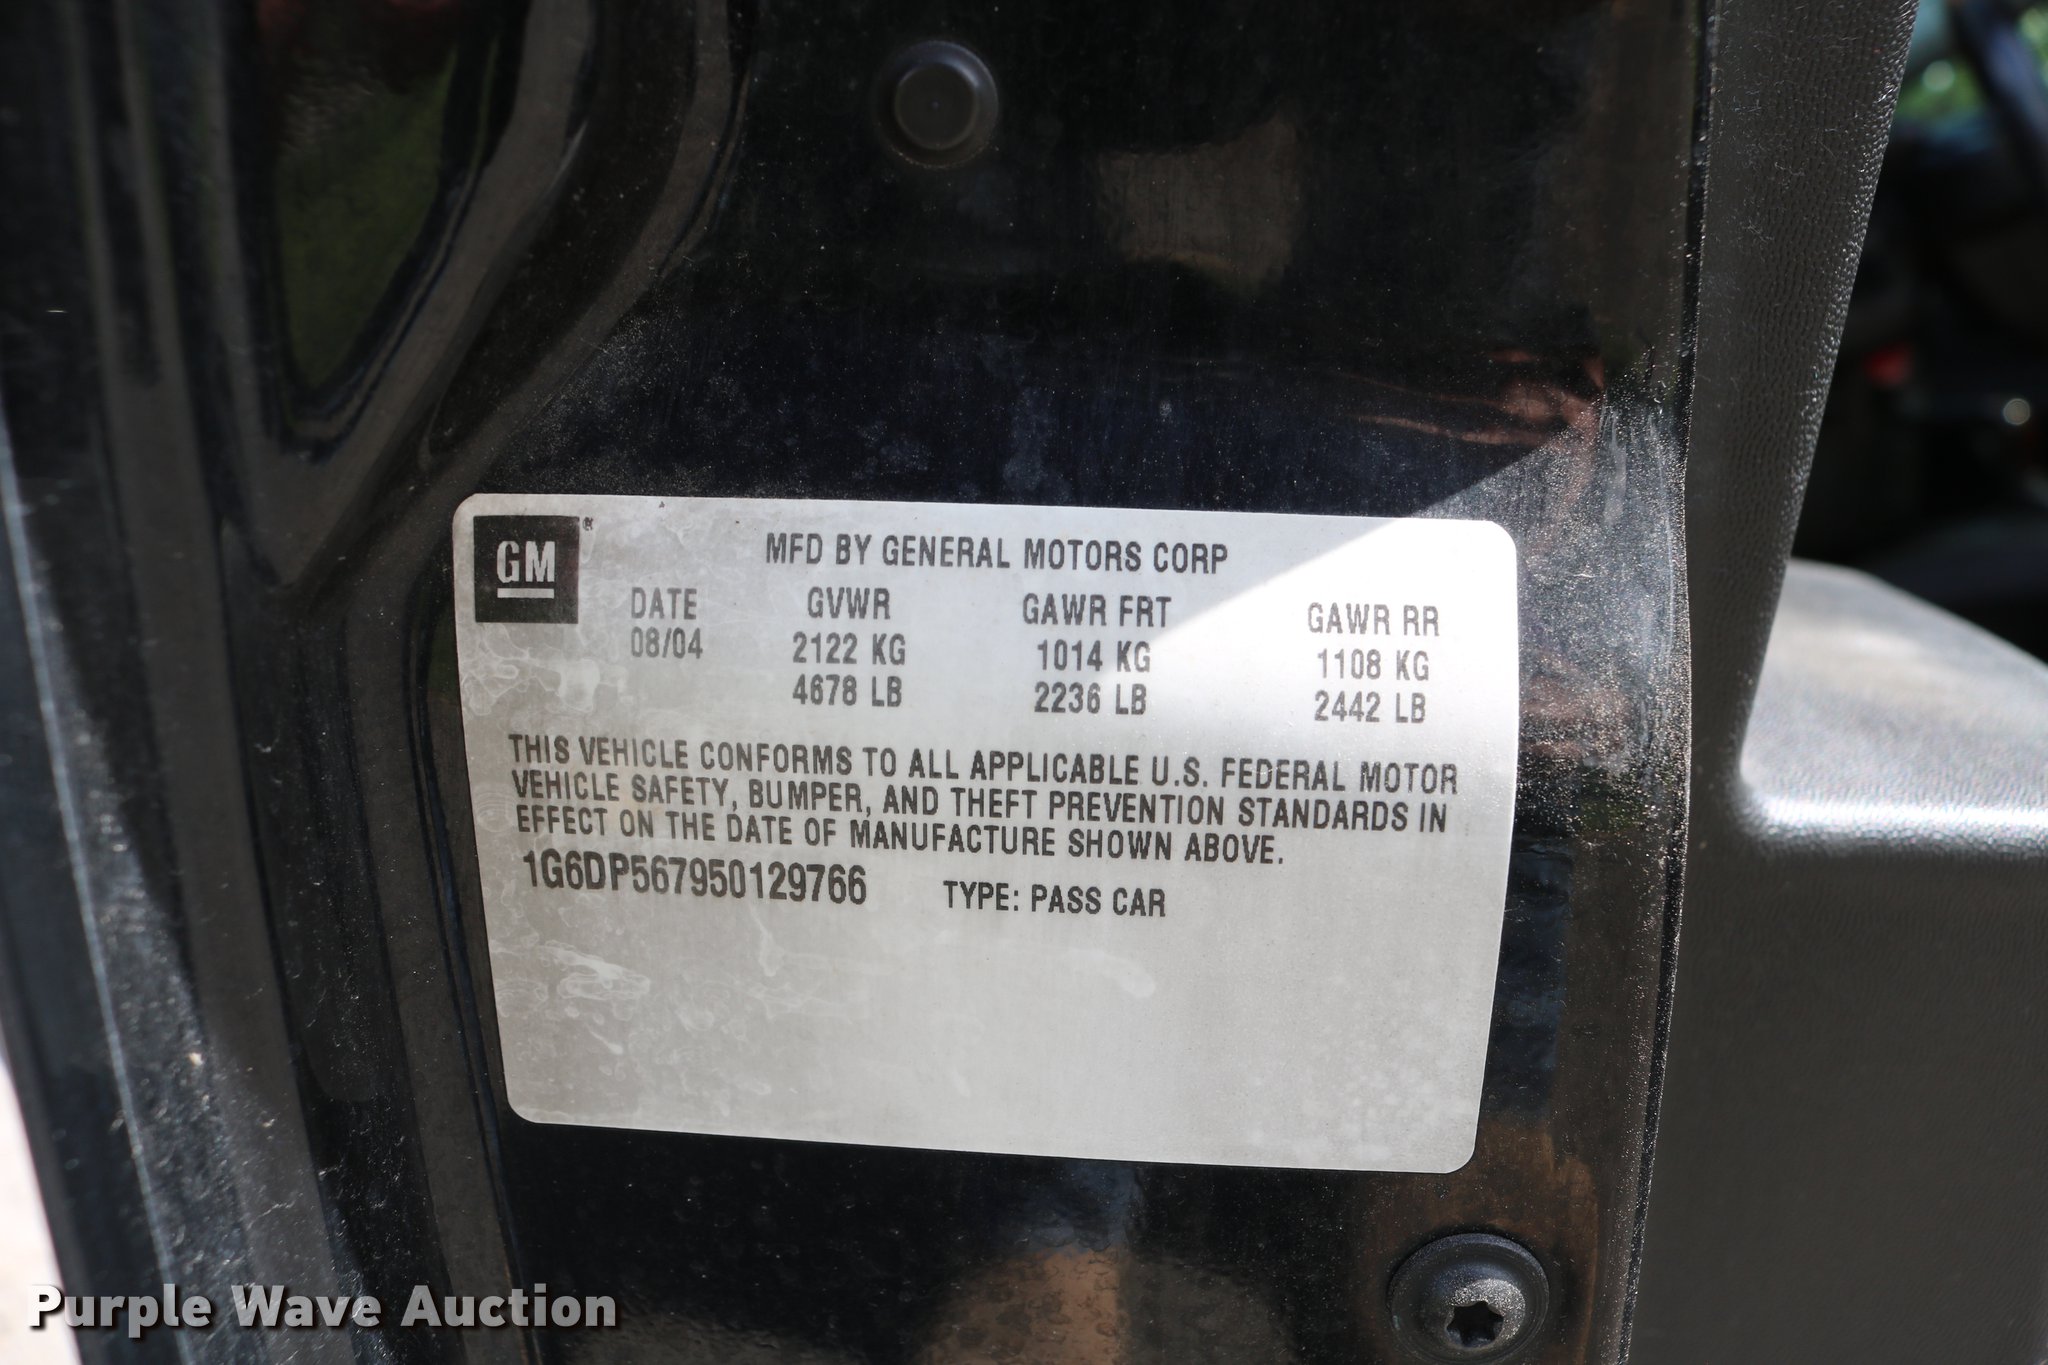 GM®
MFD BY GENERAL MOTORS CORP
DATE GVWR GAWR FRT GAWR RR
08/04 2122 KG 1014 KG 1108 KG
4678 LB 2236 LB 2442 LB
THIS VEHICLE CONFORMS TO ALL APPLICABLE U.S. FEDERAL MOTOR
VEHICLE SAFETY, BUMPER, AND THEFT PREVENTION STANDARDS IN
EFFECT ON THE DATE OF MANUFACTURE SHOWN ABOVE.
1G6DP567950129766 TYPE: PASS CAR
Purple Wave Auction